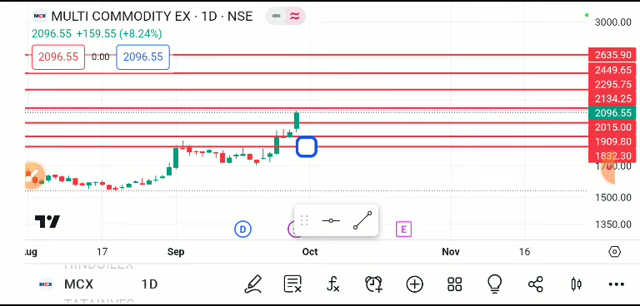 MCX MULTI COMMODITY EX · 1D · NSE
2096.55 +159.55 (+8.24%)
2096.55 0.00 2096.55
3000.00
2635.90
2449.65
2295.75
2134.25
2096.55
2015.00
1909.80
1832.30
1700.00
1500.00
1350.00
D E
17 Sep Oct Nov 16
MCX MCX 1D
TATAINVES